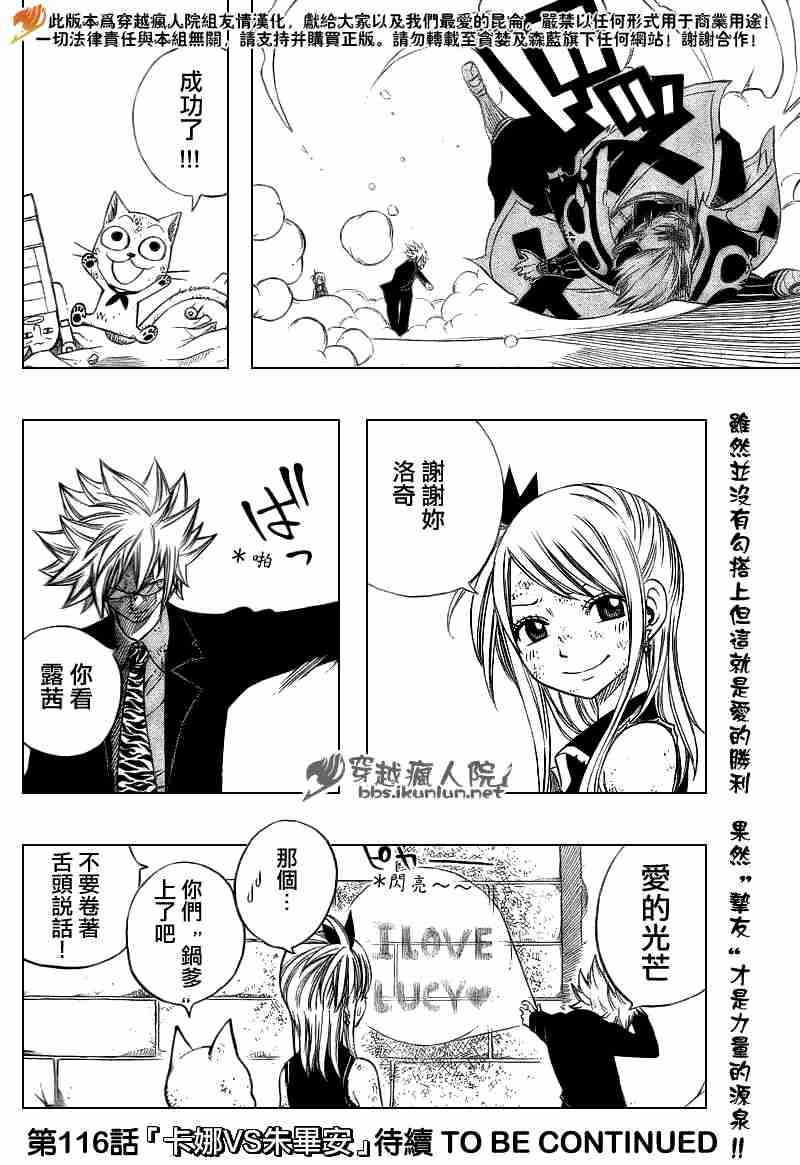 此版本爲穿越瘋人院組友情漢化，獻給大家以及我們最愛的昆侖，嚴禁以任何形式用于商業用途！
一切法律責任與本組無關，請支持并購買正版。請勿轉載至貪婪及森藍旗下任何網站！謝謝合作！
成功了!!!
謝謝妳
洛奇
ばっ
*啪
你看
露茜
雖然並沒有勾搭上但這就是愛的勝利
果然"摯友"才是力量的源泉!!
穿越瘋人院
bbs.ikunlun.net
愛的光芒
*閃亮～～
I LOVE
LUCY♥
那個…
你們"鍋爹"
上了吧
不要卷著
舌頭説話！
第116話「卡娜VS朱畢安」待續 TO BE CONTINUED